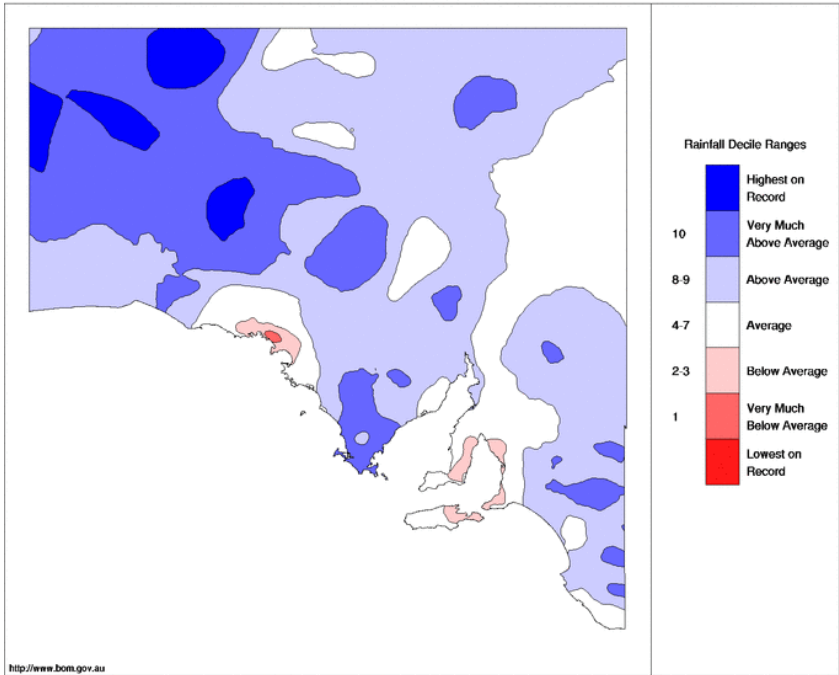 Rainfall Decile Ranges
Highest on
Record
10
Very Much
Above Average
8-9
Above Average
4-7
Average
2-3
Below Average
1
Very Much
Below Average
Lowest on
Record
http://www.bom.gov.au